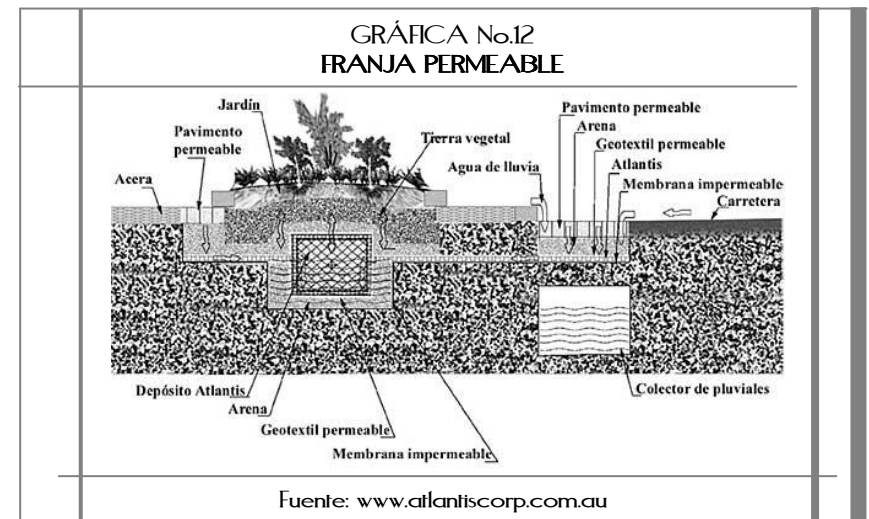 GRÁFICA No.12
FRANJA PERMEABLE
Jardín
Pavimento
permeable
Acera
Tierra vegetal
Agua de lluvia
Pavimento permeable
Arena
Geotextil permeable
Atlantis
Membrana impermeable
Carretera
Depósito Atlantis
Arena
Geotextil permeable
Membrana impermeable
Colector de pluviales
Fuente: www.atlantiscorp.com.au